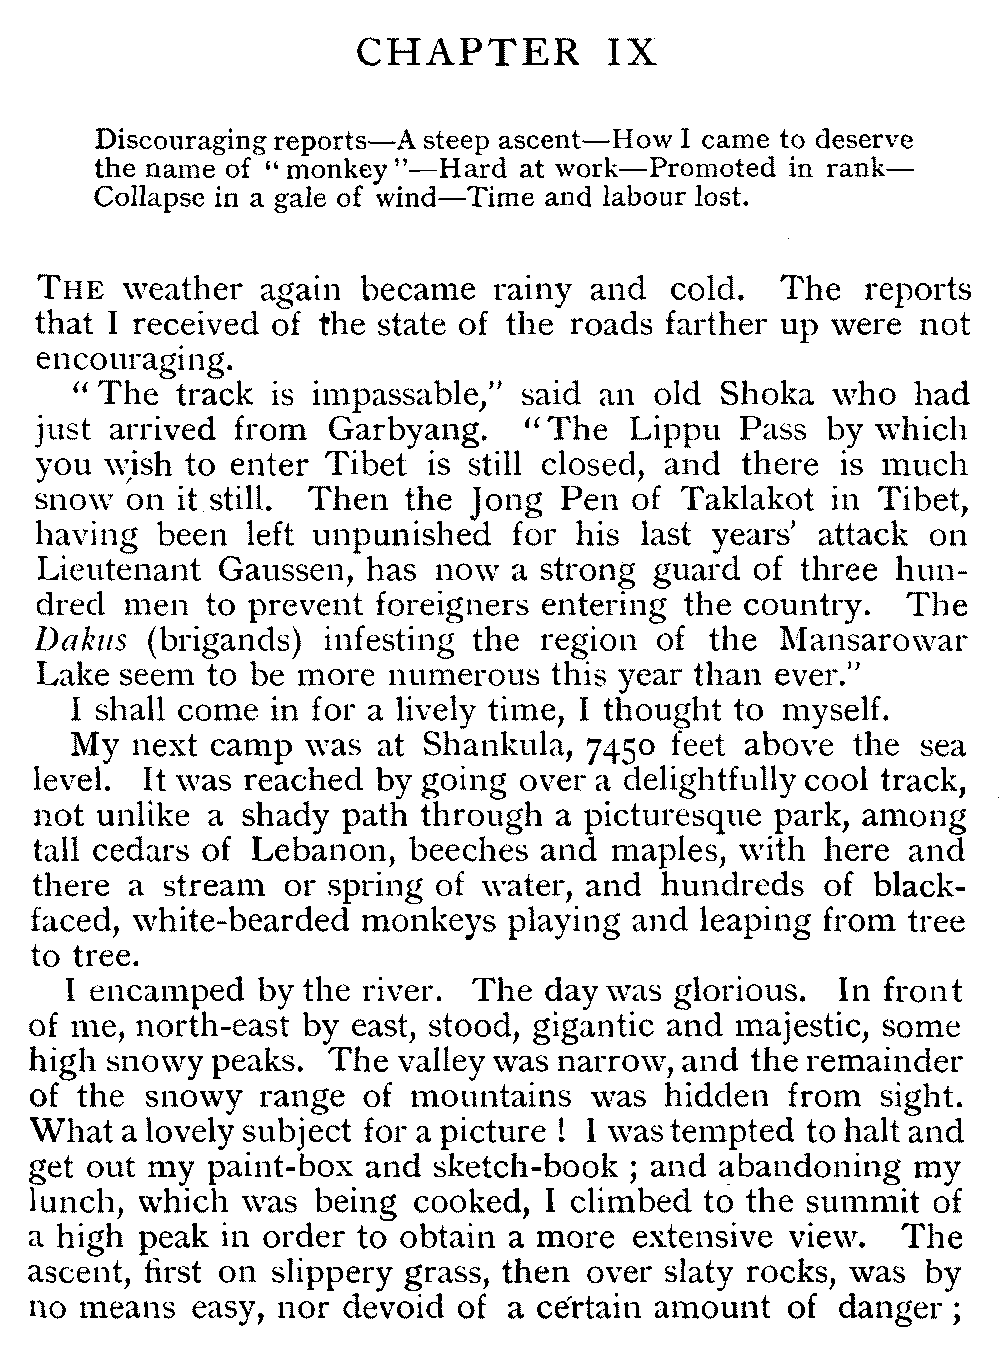 CHAPTER IX
Discouraging reports—A steep ascent—How I came to deserve
the name of “ monkey ”—Hard at work—Promoted in rank—
Collapse in a gale of wind—Time and labour lost.
THE weather again became rainy and cold. The reports
that I received of the state of the roads farther up were not
encouraging.
“ The track is impassable,” said an old Shoka who had
just arrived from Garbyang. “The Lippu Pass by which
you wish to enter Tibet is still closed, and there is much
snow on it still. Then the Jong Pen of Taklakot in Tibet,
having been left unpunished for his last years’ attack on
Lieutenant Gaussen, has now a strong guard of three hun-
dred men to prevent foreigners entering the country. The
Dakus (brigands) infesting the region of the Mansarowar
Lake seem to be more numerous this year than ever.”
I shall come in for a lively time, I thought to myself.
My next camp was at Shankula, 7450 feet above the sea
level. It was reached by going over a delightfully cool track,
not unlike a shady path through a picturesque park, among
tall cedars of Lebanon, beeches and maples, with here and
there a stream or spring of water, and hundreds of black-
faced, white-bearded monkeys playing and leaping from tree
to tree.
I encamped by the river. The day was glorious. In front
of me, north-east by east, stood, gigantic and majestic, some
high snowy peaks. The valley was narrow, and the remainder
of the snowy range of mountains was hidden from sight.
What a lovely subject for a picture ! I was tempted to halt and
get out my paint-box and sketch-book ; and abandoning my
lunch, which was being cooked, I climbed to the summit of
a high peak in order to obtain a more extensive view. The
ascent, first on slippery grass, then over slaty rocks, was by
no means easy, nor devoid of a certain amount of danger ;